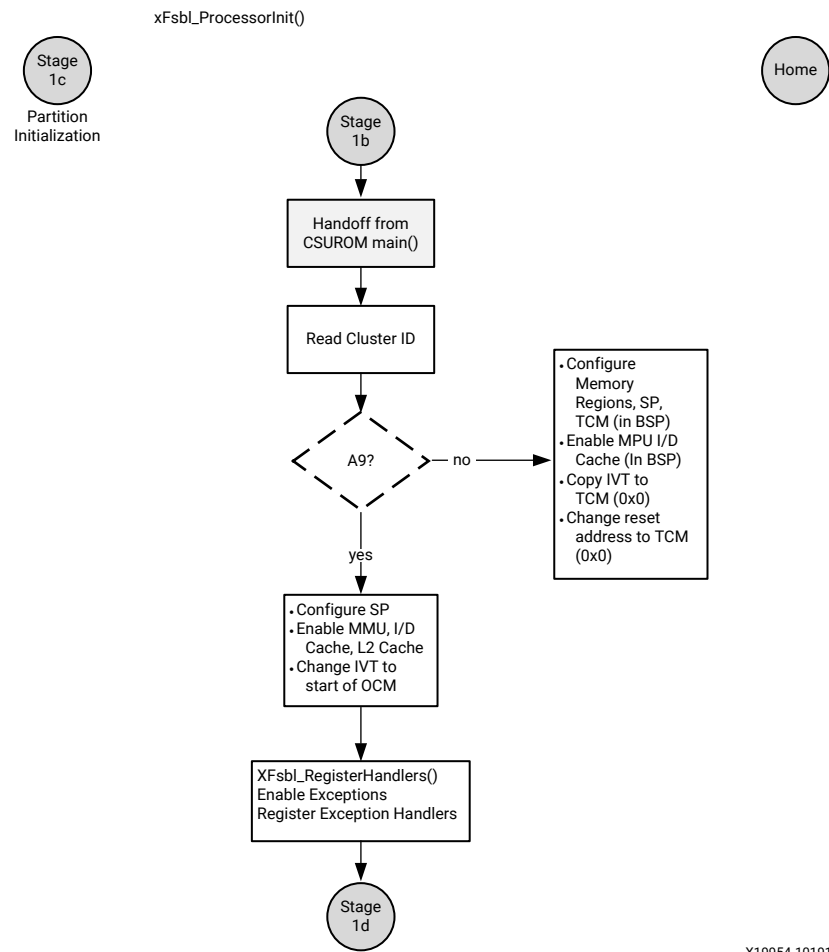 xFsbl_ProcessorInit()
Stage
1c
Partition
Initialization
Home
Stage
1b
Handoff from
CSUROM main()
Read Cluster ID
A9?
no
• Configure
Memory
Regions, SP,
TCM (in BSP)
• Enable MPU I/D
Cache (In BSP)
• Copy IVT to
TCM (0x0)
• Change reset
address to TCM
(0x0)
yes
• Configure SP
• Enable MMU, I/D
Cache, L2 Cache
• Change IVT to
start of OCM
XFsbl_RegisterHandlers()
Enable Exceptions
Register Exception Handlers
Stage
1d